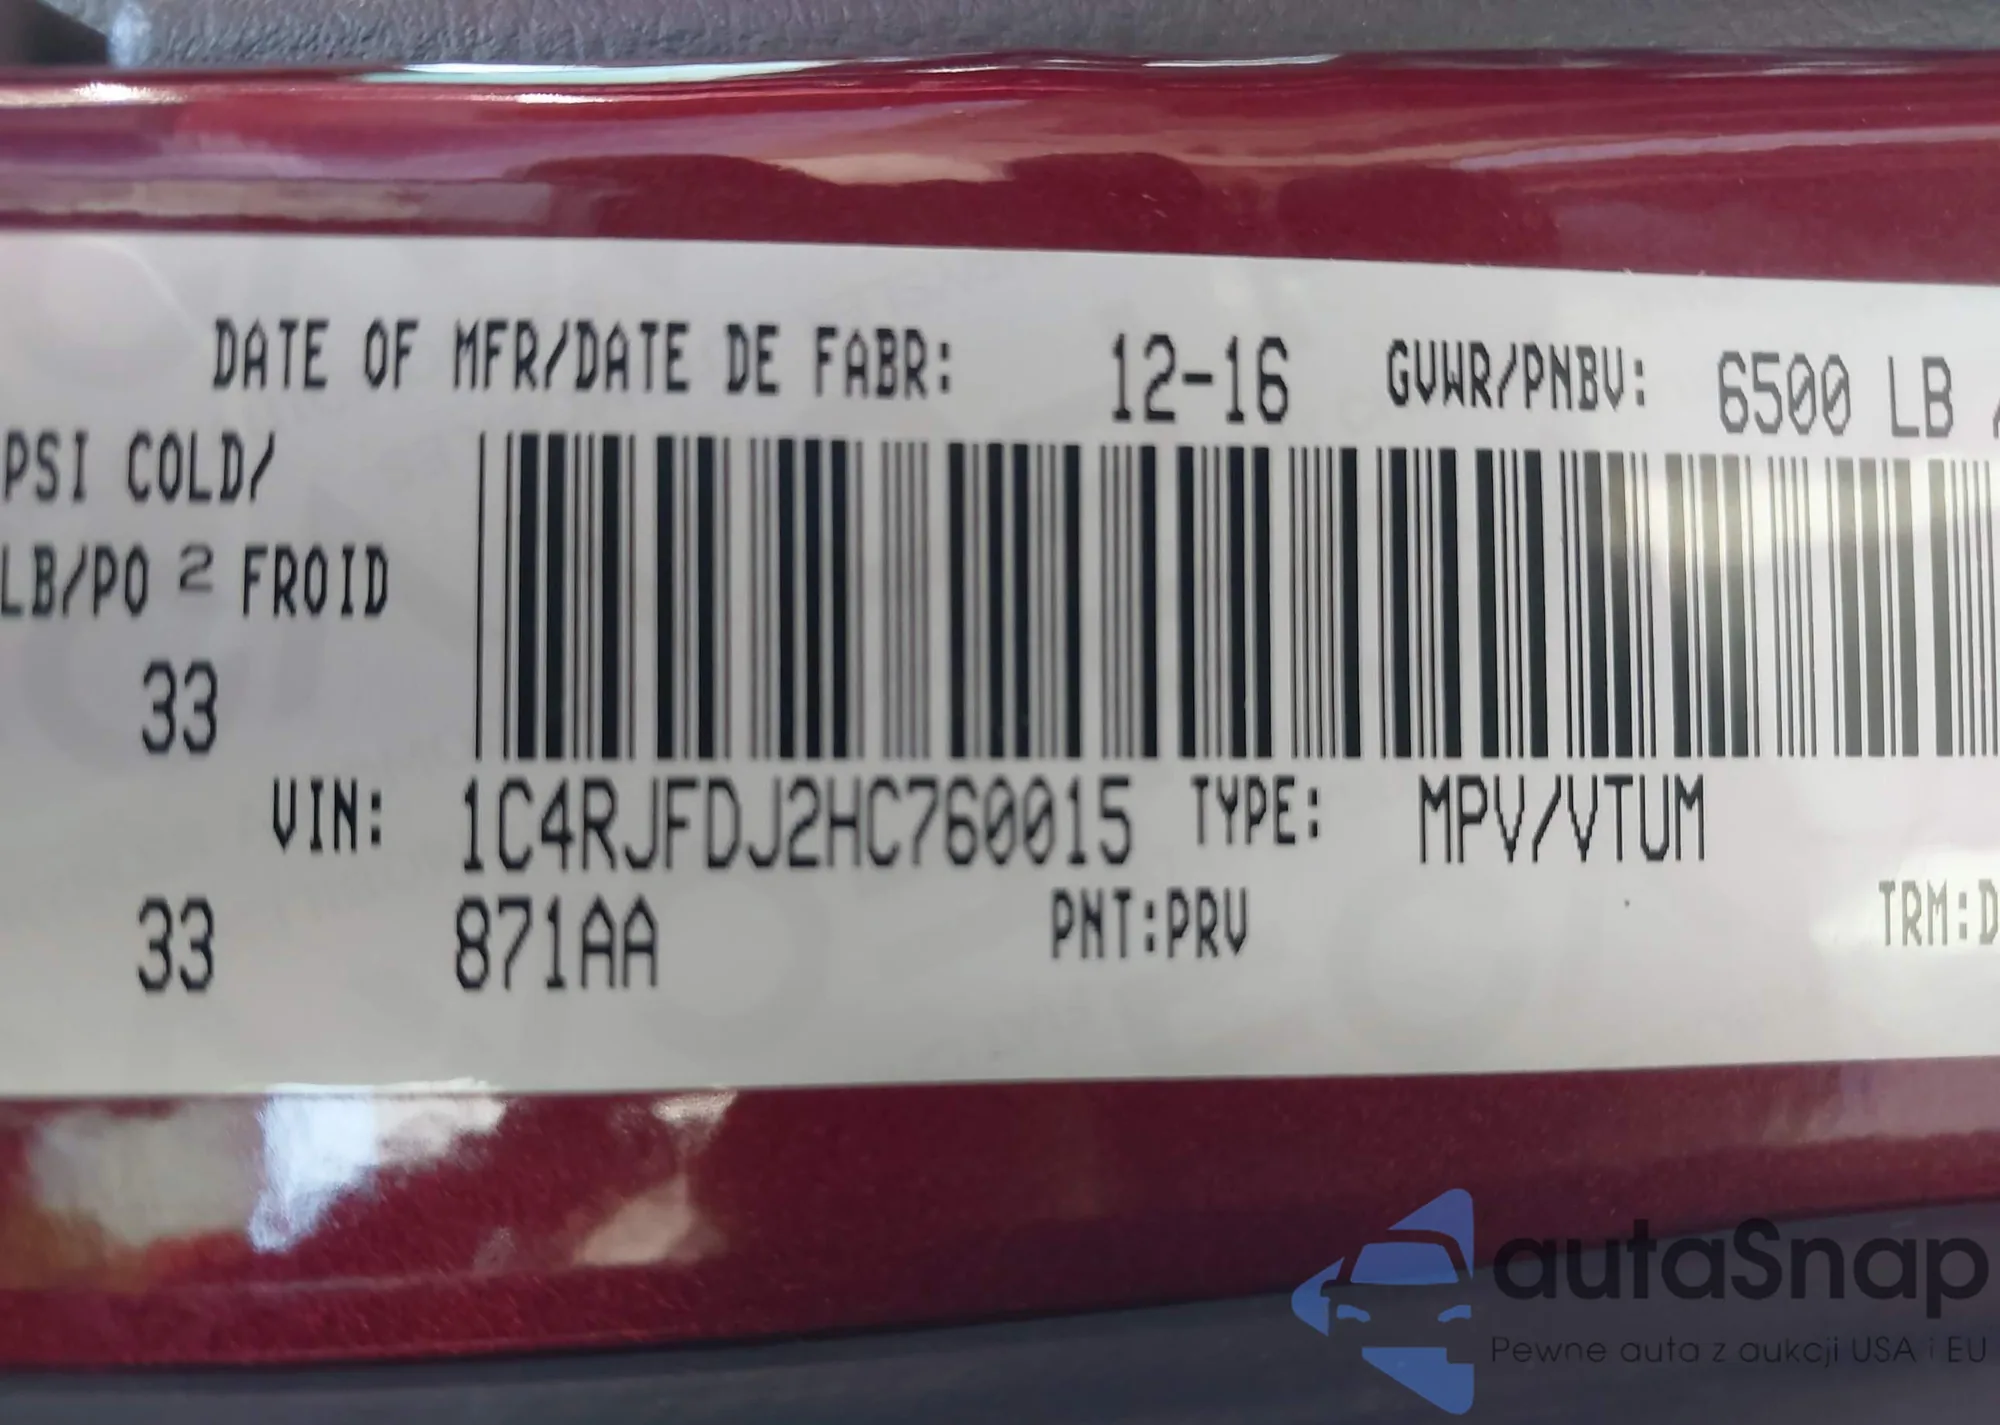 DATE OF MFR/DATE DE FABR: 12-16 GVWR/PNBV: 6500 LB
PSI COLD/
LB/PO 2 FROID
33
VIN: 1C4RJFDJ2HC760015 TYPE: MPV/VTUM
33 871AA PNT:PRV TRM:D
autaSnap
Pewne auta z aukcji USA i EU